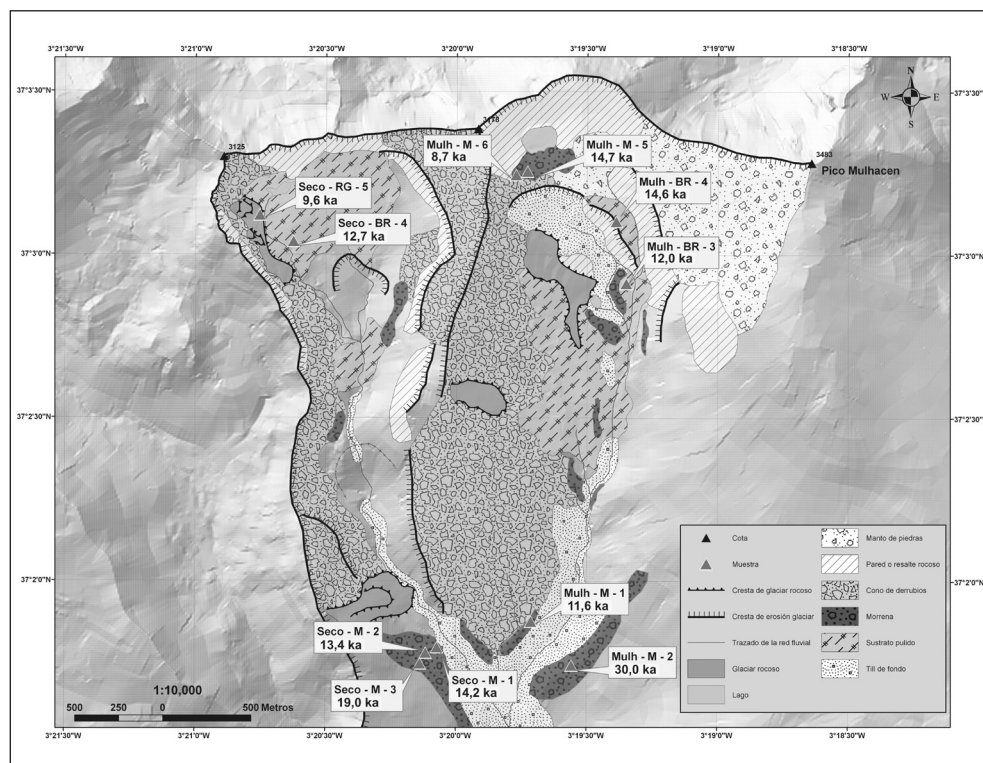 3°21'30"W 3°21'0"W 3°20'30"W 3°20'0"W 3°19'30"W 3°19'0"W 3°18'30"W
37°3'30"N 37°3'30"N
N
W E
S
3178
3125
3483
Mulh - M - 6
8,7 ka
Mulh - M - 5
14,7 ka
Pico Mulhacen
Mulh - BR - 4
14,6 ka
Seco - RG - 5
9,6 ka
Seco - BR - 4
12,7 ka
Mulh - BR - 3
12,0 ka
37°3'0"N 37°3'0"N
37°2'30"N 37°2'30"N
37°2'0"N 37°2'0"N
Mulh - M - 1
11,6 ka
Seco - M - 2
13,4 ka
Mulh - M - 2
30,0 ka
Seco - M - 3
19,0 ka
Seco - M - 1
14,2 ka
1:10,000
500 250 0 500 Metros
Cota
Muestra
Cresta de glaciar rocoso
Cresta de erosión glaciar
Trazado de la red fluvial
Glaciar rocoso
Lago
Manto de piedras
Pared o resalte rocoso
Cono de derrubios
Morrena
Sustrato pulido
Till de fondo
3°21'30"W 3°21'0"W 3°20'30"W 3°20'0"W 3°19'30"W 3°19'0"W 3°18'30"W